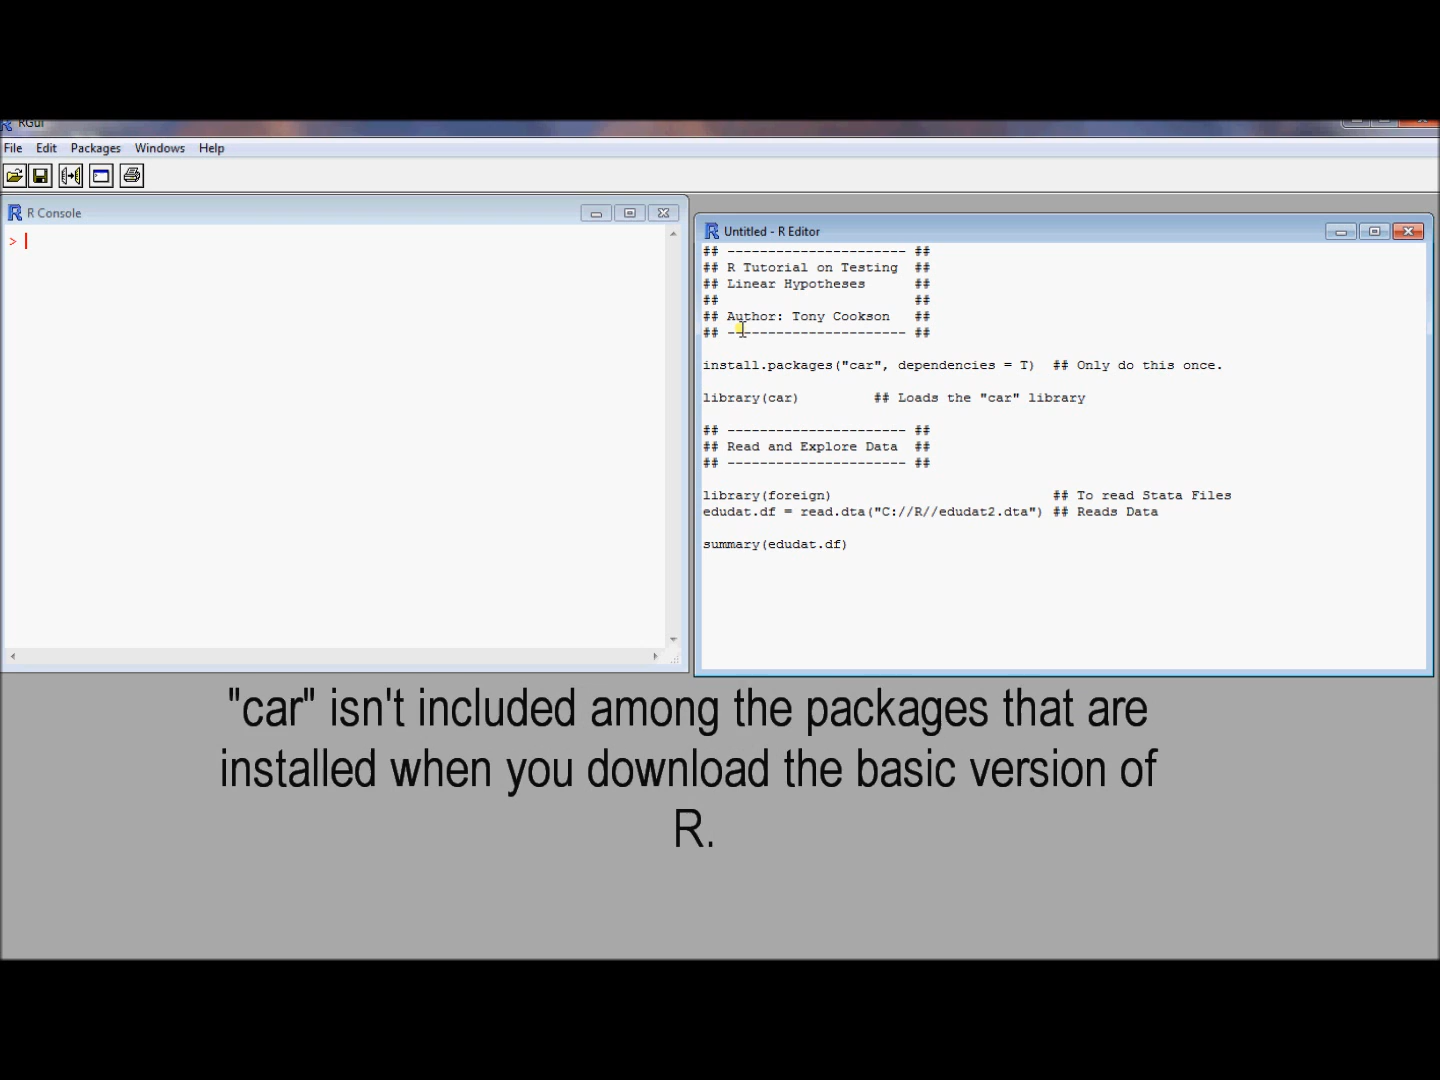 RGui
File Edit Packages Windows Help
R Console
>
Untitled - R Editor
## ---------------------- ##
## R Tutorial on Testing ##
## Linear Hypotheses ##
## ##
## Author: Tony Cookson ##
## ---------------------- ##
install.packages("car", dependencies = T) ## Only do this once.
library(car) ## Loads the "car" library
## ---------------------- ##
## Read and Explore Data ##
## ---------------------- ##
library(foreign) ## To read Stata Files
edudat.df = read.dta("C://R//edudat2.dta") ## Reads Data
summary(edudat.df)
"car" isn't included among the packages that are
installed when you download the basic version of
R.